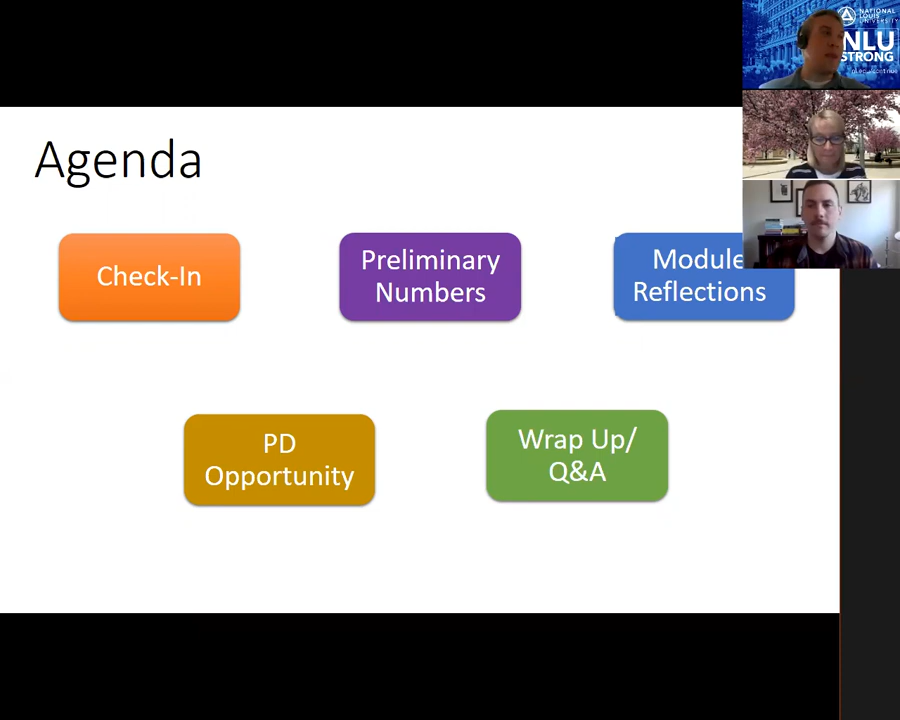 Agenda
Check-In
Preliminary
Numbers
Module
Reflections
PD
Opportunity
Wrap Up/
Q&A
NATIONAL
LOUIS
UNIVERSITY
NLU
STRONG